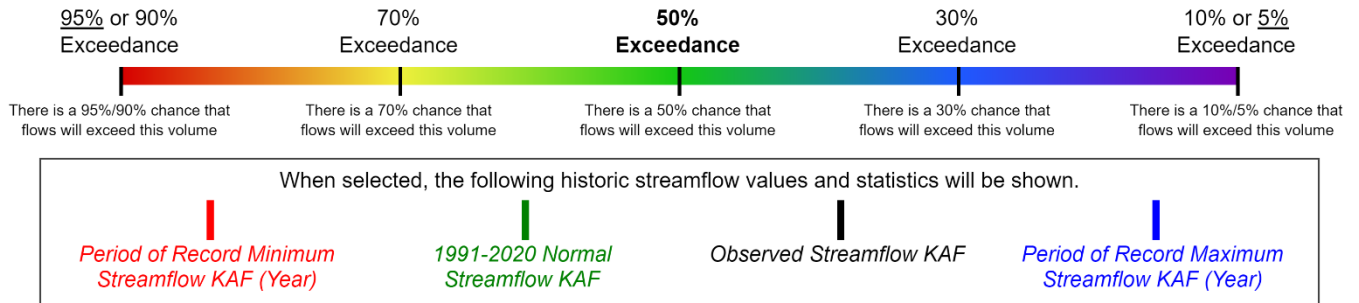 95% or 90% Exceedance
70% Exceedance
50% Exceedance
30% Exceedance
10% or 5% Exceedance
There is a 95%/90% chance that flows will exceed this volume
There is a 70% chance that flows will exceed this volume
There is a 50% chance that flows will exceed this volume
There is a 30% chance that flows will exceed this volume
There is a 10%/5% chance that flows will exceed this volume
When selected, the following historic streamflow values and statistics will be shown.
Period of Record Minimum Streamflow KAF (Year)
1991-2020 Normal Streamflow KAF
Observed Streamflow KAF
Period of Record Maximum Streamflow KAF (Year)